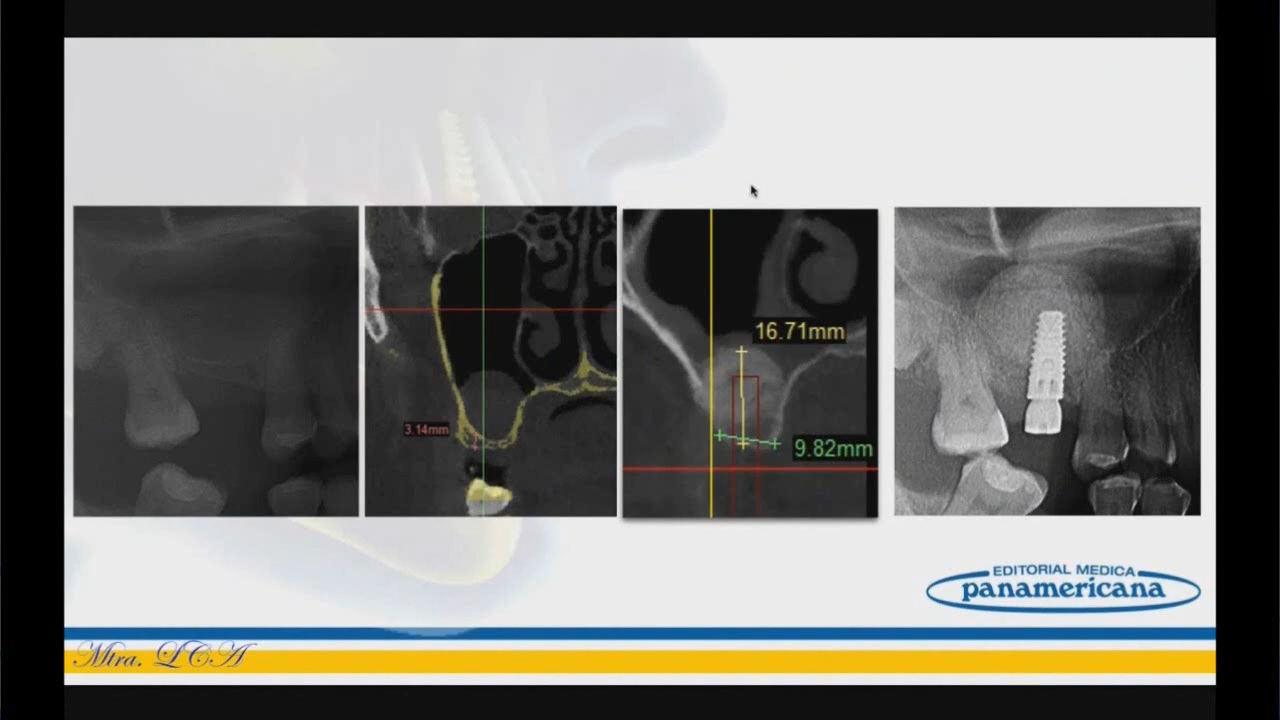 3.14mm
16.71mm
9.82mm
EDITORIAL MEDICA
panamericana
Mtra. LCA